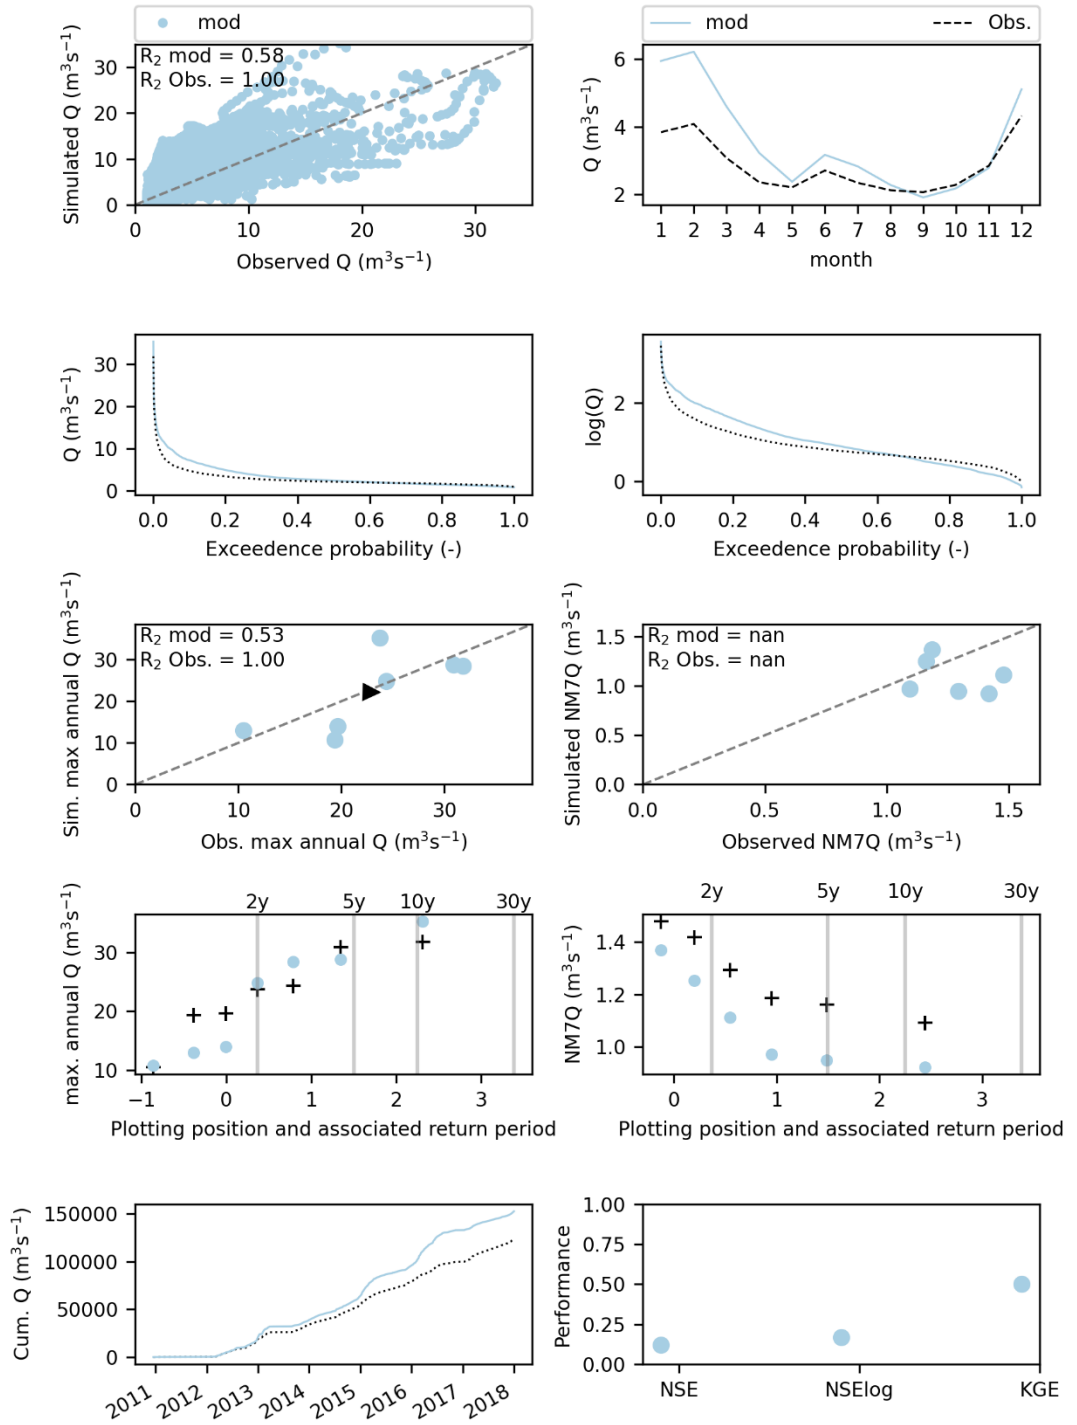 mod
R₂ mod = 0.58
R₂ Obs. = 1.00
Simulated Q (m³s⁻¹)
30
20
10
0
0 10 20 30
Observed Q (m³s⁻¹)
mod Obs.
Q (m³s⁻¹)
6
4
2
1 2 3 4 5 6 7 8 9 10 11 12
month
Q (m³s⁻¹)
30
20
10
0
0.0 0.2 0.4 0.6 0.8 1.0
Exceedence probability (-)
log(Q)
2
0
0.0 0.2 0.4 0.6 0.8 1.0
Exceedence probability (-)
R₂ mod = 0.53
R₂ Obs. = 1.00
Sim. max annual Q (m³s⁻¹)
30
20
10
0
0 10 20 30
Obs. max annual Q (m³s⁻¹)
R₂ mod = nan
R₂ Obs. = nan
Simulated NM7Q (m³s⁻¹)
1.5
1.0
0.5
0.0
0.0 0.5 1.0 1.5
Observed NM7Q (m³s⁻¹)
2y 5y 10y 30y
max. annual Q (m³s⁻¹)
30
20
10
−1 0 1 2 3
Plotting position and associated return period
2y 5y 10y 30y
NM7Q (m³s⁻¹)
1.4
1.2
1.0
0 1 2 3
Plotting position and associated return period
Cum. Q (m³s⁻¹)
150000
100000
50000
0
2011 2012 2013 2014 2015 2016 2017 2018
Performance
1.00
0.75
0.50
0.25
0.00
NSE NSElog KGE